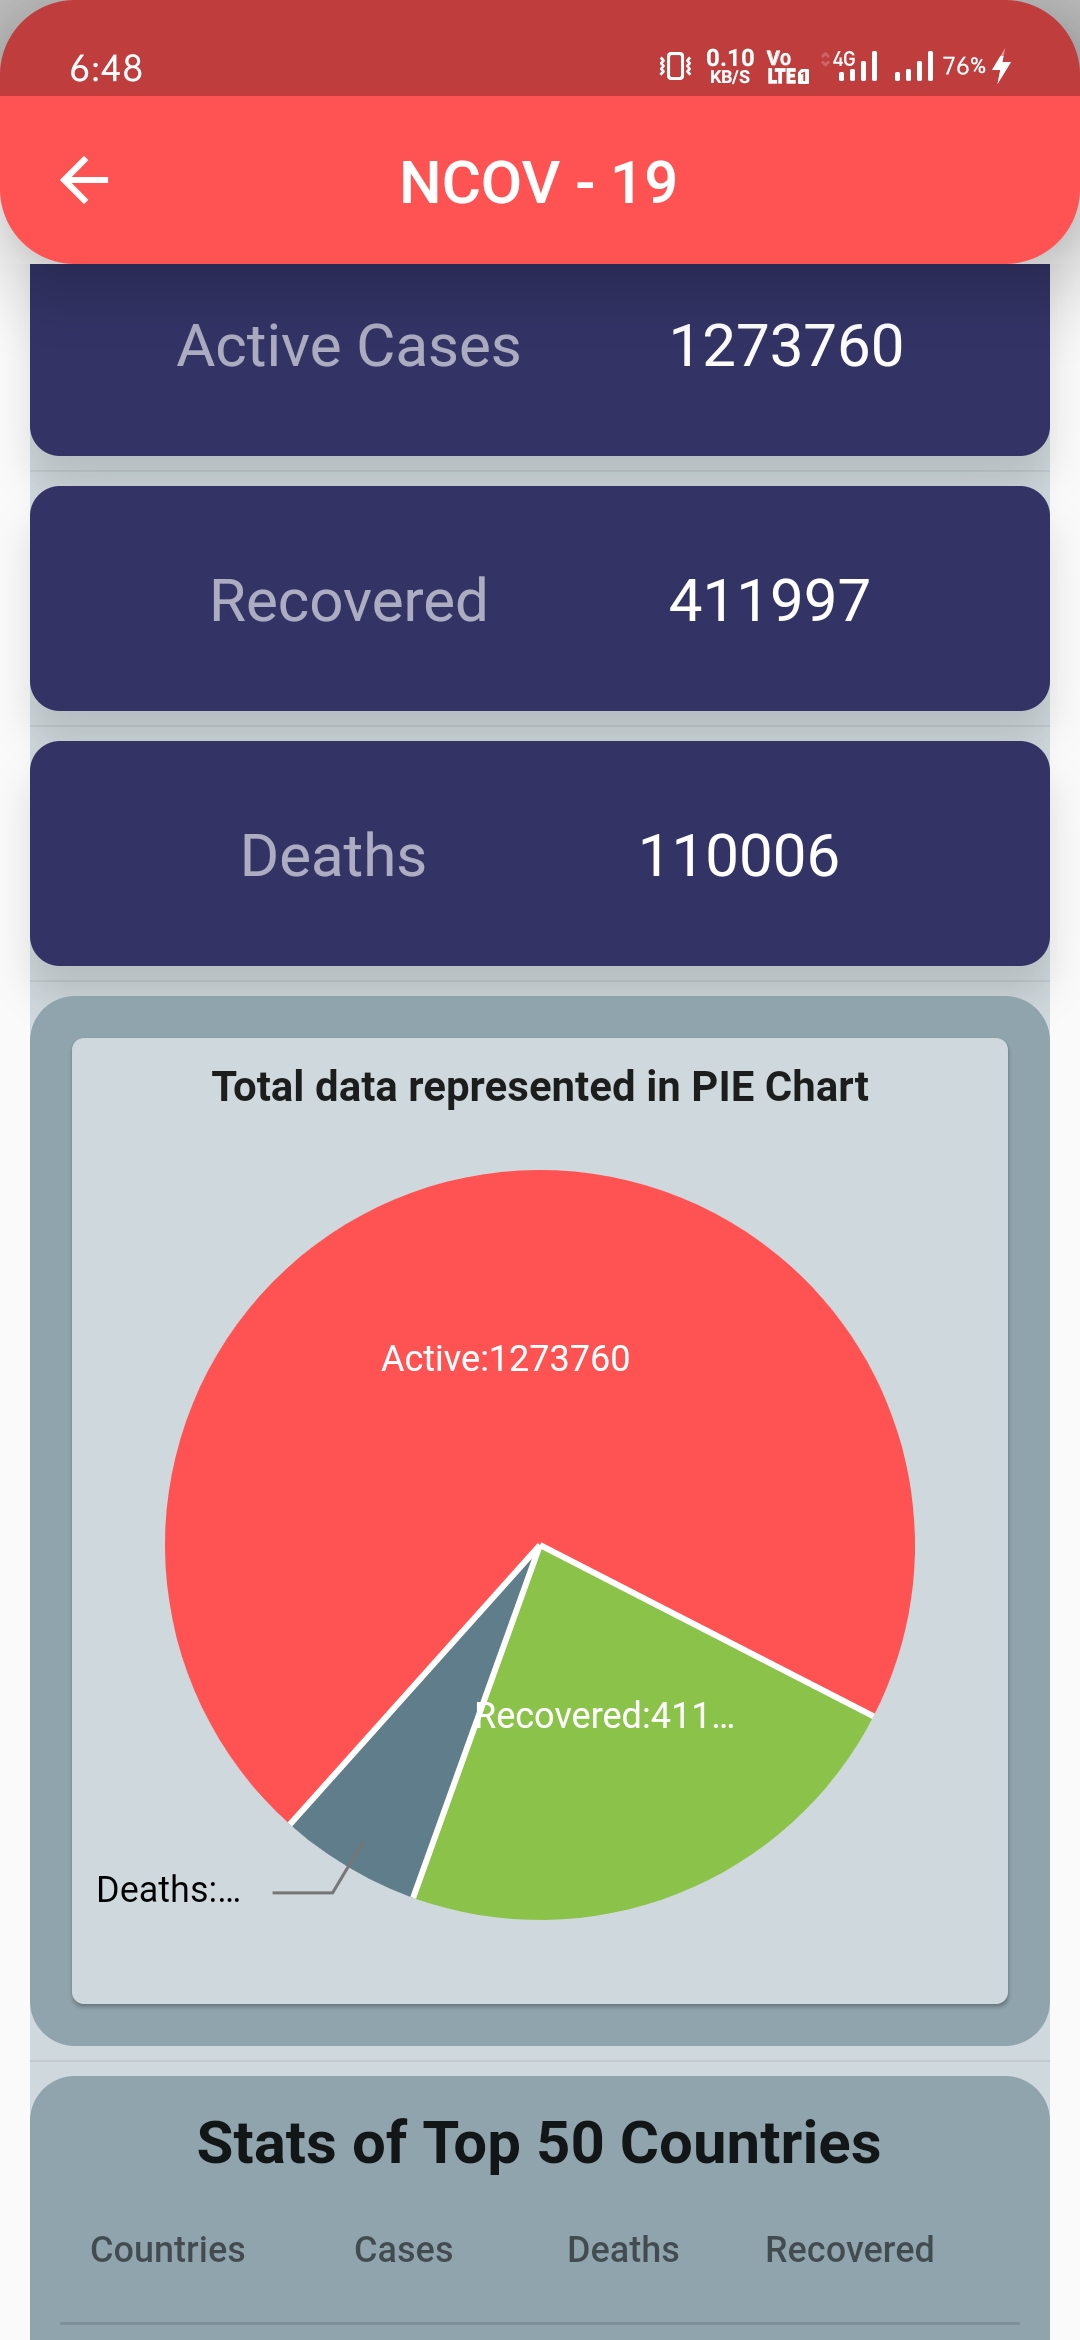 6:48 0.10 KB/S Vo LTE1 4G 76%
NCOV - 19
Active Cases 1273760
Recovered 411997
Deaths 110006
Total data represented in PIE Chart
Active:1273760
Recovered:411...
Deaths:...
Stats of Top 50 Countries
Countries Cases Deaths Recovered